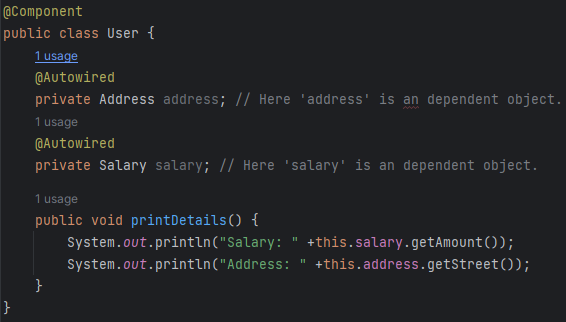 @Component
public class User {
1 usage
@Autowired
private Address address; // Here 'address' is an dependent object.
1 usage
@Autowired
private Salary salary; // Here 'salary' is an dependent object.
1 usage
public void printDetails() {
System.out.println("Salary: " +this.salary.getAmount());
System.out.println("Address: " +this.address.getStreet());
}
}